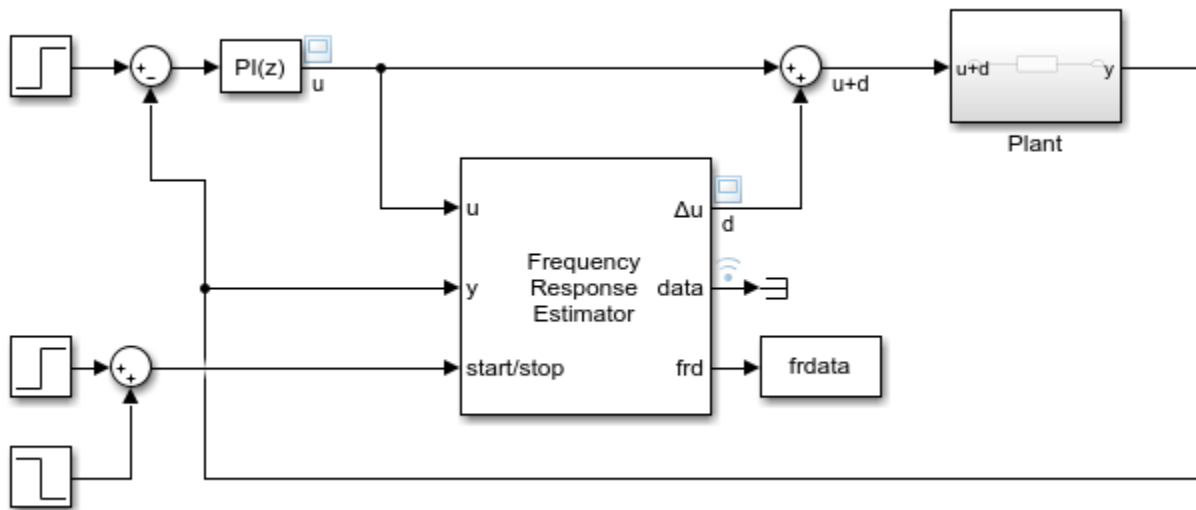 PI(z)
u
u+d
u+d
y
Plant
u
Δu
d
Frequency
Response
Estimator
y
data
start/stop
frd
frdata